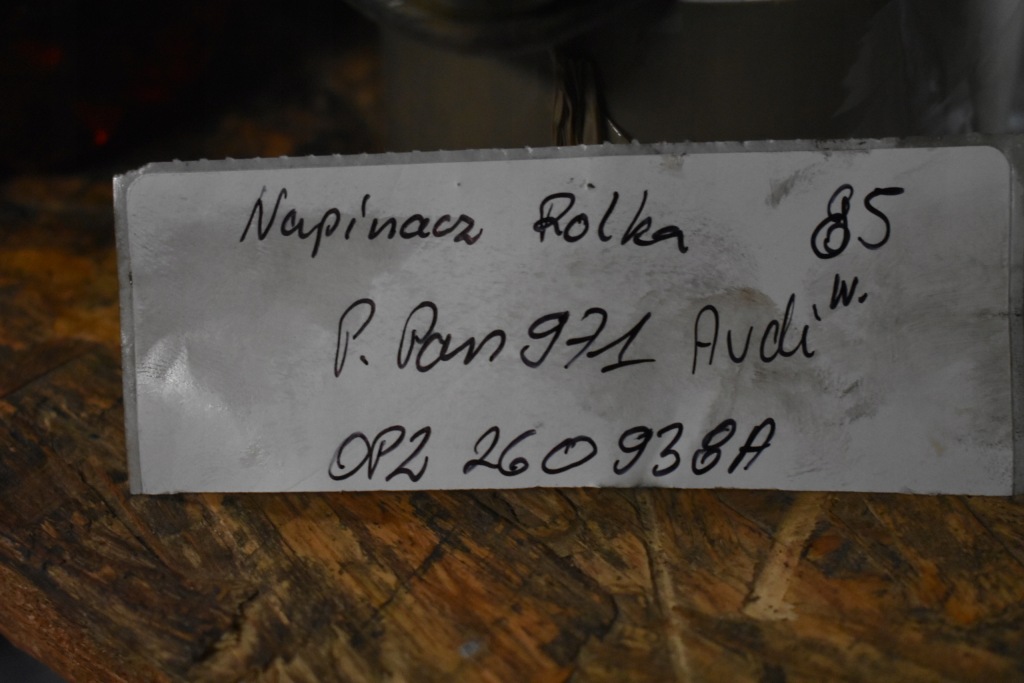 Napinacz Rolka 85
P. Pan 971 Audi w.
0P2 260 938A